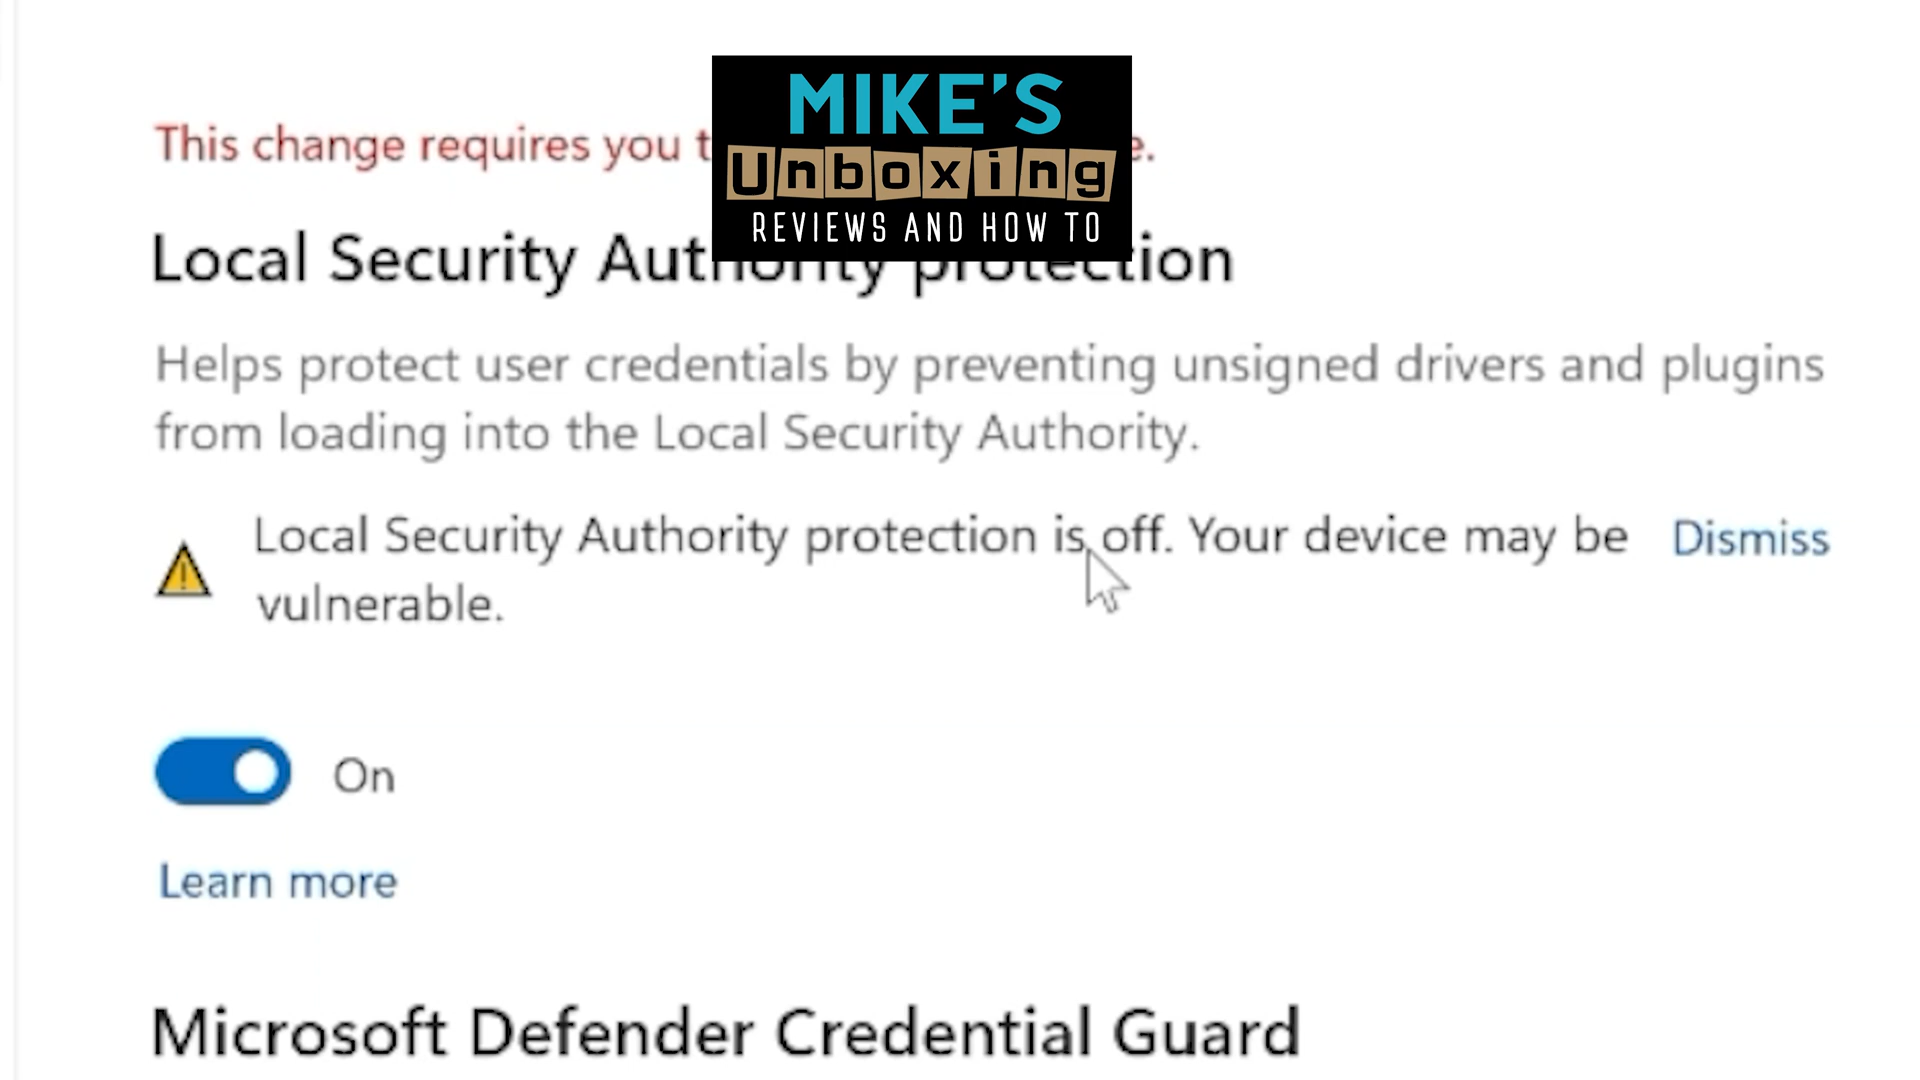 MIKE'S
Unboxing
REVIEWS AND HOW TO
This change requires you t
e.
Local Security Authority protection
Helps protect user credentials by preventing unsigned drivers and plugins
from loading into the Local Security Authority.
Local Security Authority protection is off. Your device may be
vulnerable.
Dismiss
On
Learn more
Microsoft Defender Credential Guard